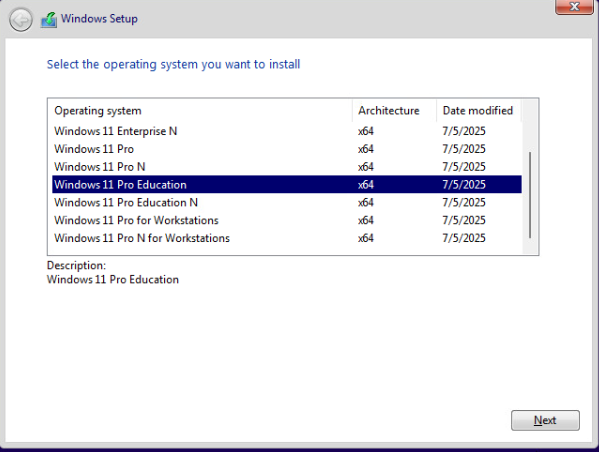 Windows Setup
Select the operating system you want to install
Operating system Architecture Date modified
Windows 11 Enterprise N x64 7/5/2025
Windows 11 Pro x64 7/5/2025
Windows 11 Pro N x64 7/5/2025
Windows 11 Pro Education x64 7/5/2025
Windows 11 Pro Education N x64 7/5/2025
Windows 11 Pro for Workstations x64 7/5/2025
Windows 11 Pro N for Workstations x64 7/5/2025
Description:
Windows 11 Pro Education
Next